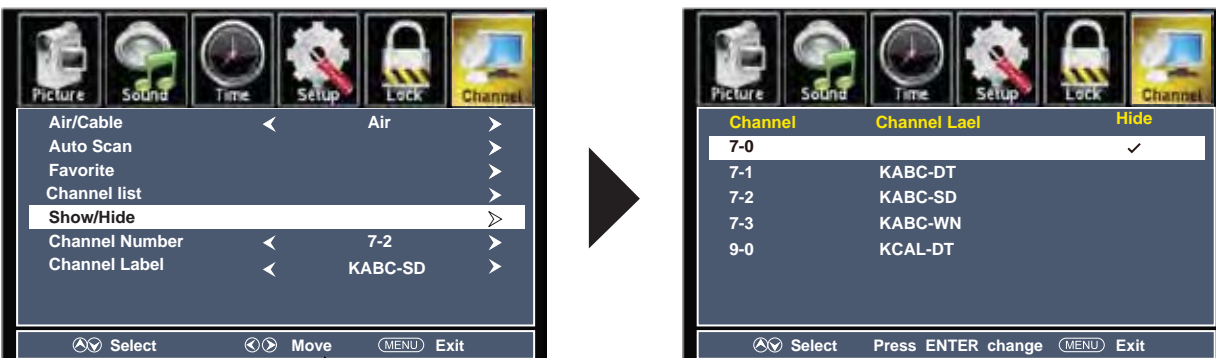 Picture Sound Time Setup Lock Channel
Air/Cable Air
Auto Scan
Favorite
Channel list
Show/Hide
Channel Number 7-2
Channel Label KABC-SD
Select Move MENU Exit
Picture Sound Time Setup Lock Channel
Channel Channel Lael Hide
7-0
7-1 KABC-DT
7-2 KABC-SD
7-3 KABC-WN
9-0 KCAL-DT
Select Press ENTER change MENU Exit